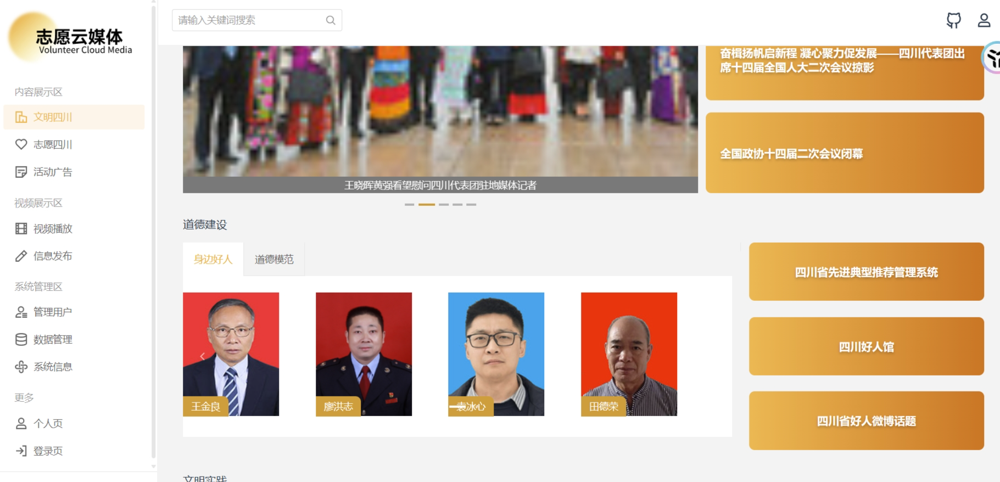 志愿云媒体
Volunteer Cloud Media
内容展示区
文明四川
志愿四川
活动广告
视频展示区
视频播放
信息发布
系统管理区
管理用户
数据管理
系统信息
更多
个人页
登录页
请输入关键词搜索
王晓晖黄强看望慰问四川代表团驻地媒体记者
奋楫扬帆启新程 凝心聚力促发展——四川代表团出
席十四届全国人大二次会议掠影
全国政协十四届二次会议闭幕
道德建设
身边好人
道德模范
王金良
廖洪志
袁冰心
田德荣
四川省先进典型推荐管理系统
四川好人馆
四川省好人微博话题
文明实践